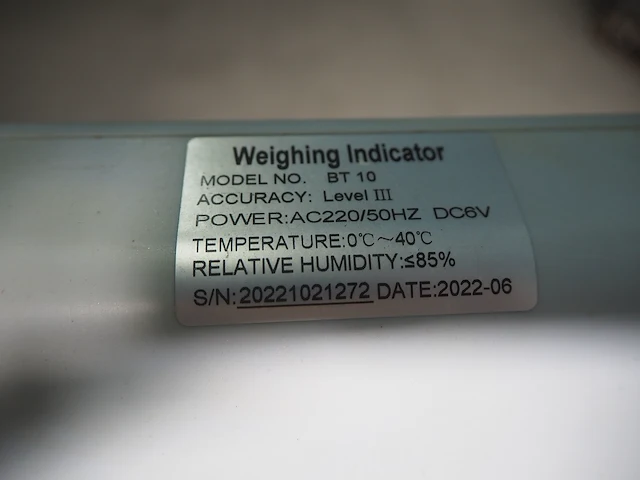 Weighing Indicator
MODEL NO. BT 10
ACCURACY: Level III
POWER:AC220/50HZ DC6V
TEMPERATURE:0℃~40℃
RELATIVE HUMIDITY:≤85%
S/N:20221021272 DATE:2022-06